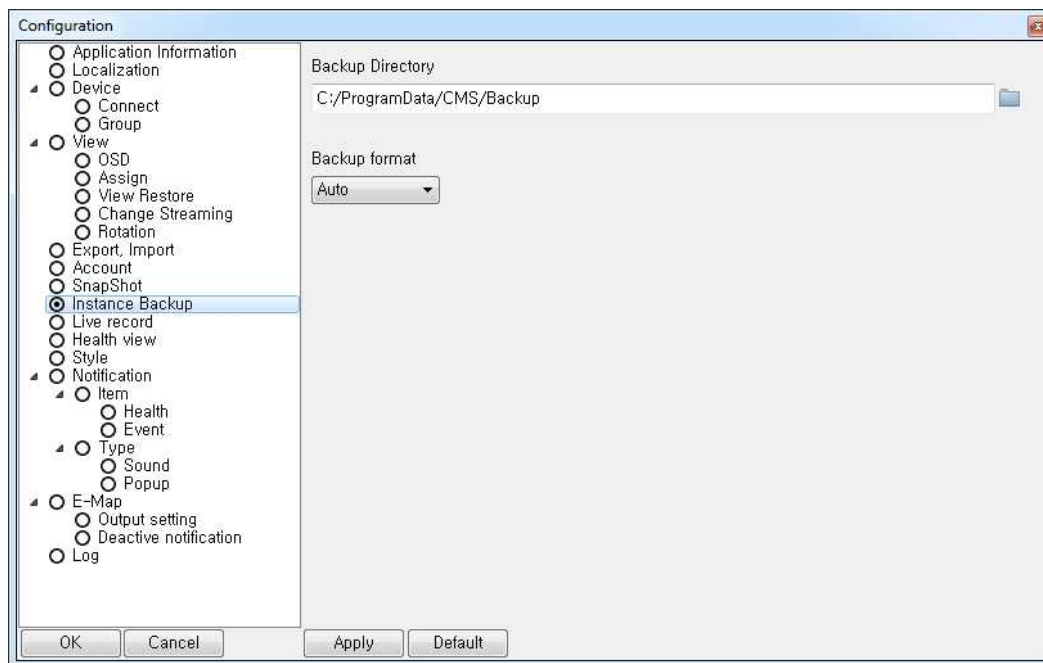 Configuration
Application Information
Localization
Device
Connect
Group
View
OSD
Assign
View Restore
Change Streaming
Rotation
Export, Import
Account
SnapShot
Instance Backup
Live record
Health view
Style
Notification
Item
Health
Event
Type
Sound
Popup
E-Map
Output setting
Deactive notification
Log
Backup Directory
C:/ProgramData/CMS/Backup
Backup format
Auto
OK
Cancel
Apply
Default